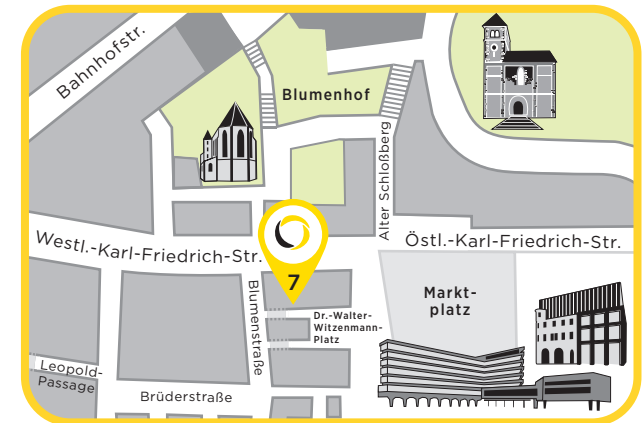 Bahnhofstr.
Blumenhof
Alter Schloßberg
Westl.-Karl-Friedrich-Str.
Östl.-Karl-Friedrich-Str.
7
Markt-
platz
Blumenstraße
Dr.-Walter-
Witzenmann-
Platz
Leopold-
Passage
Brüderstraße